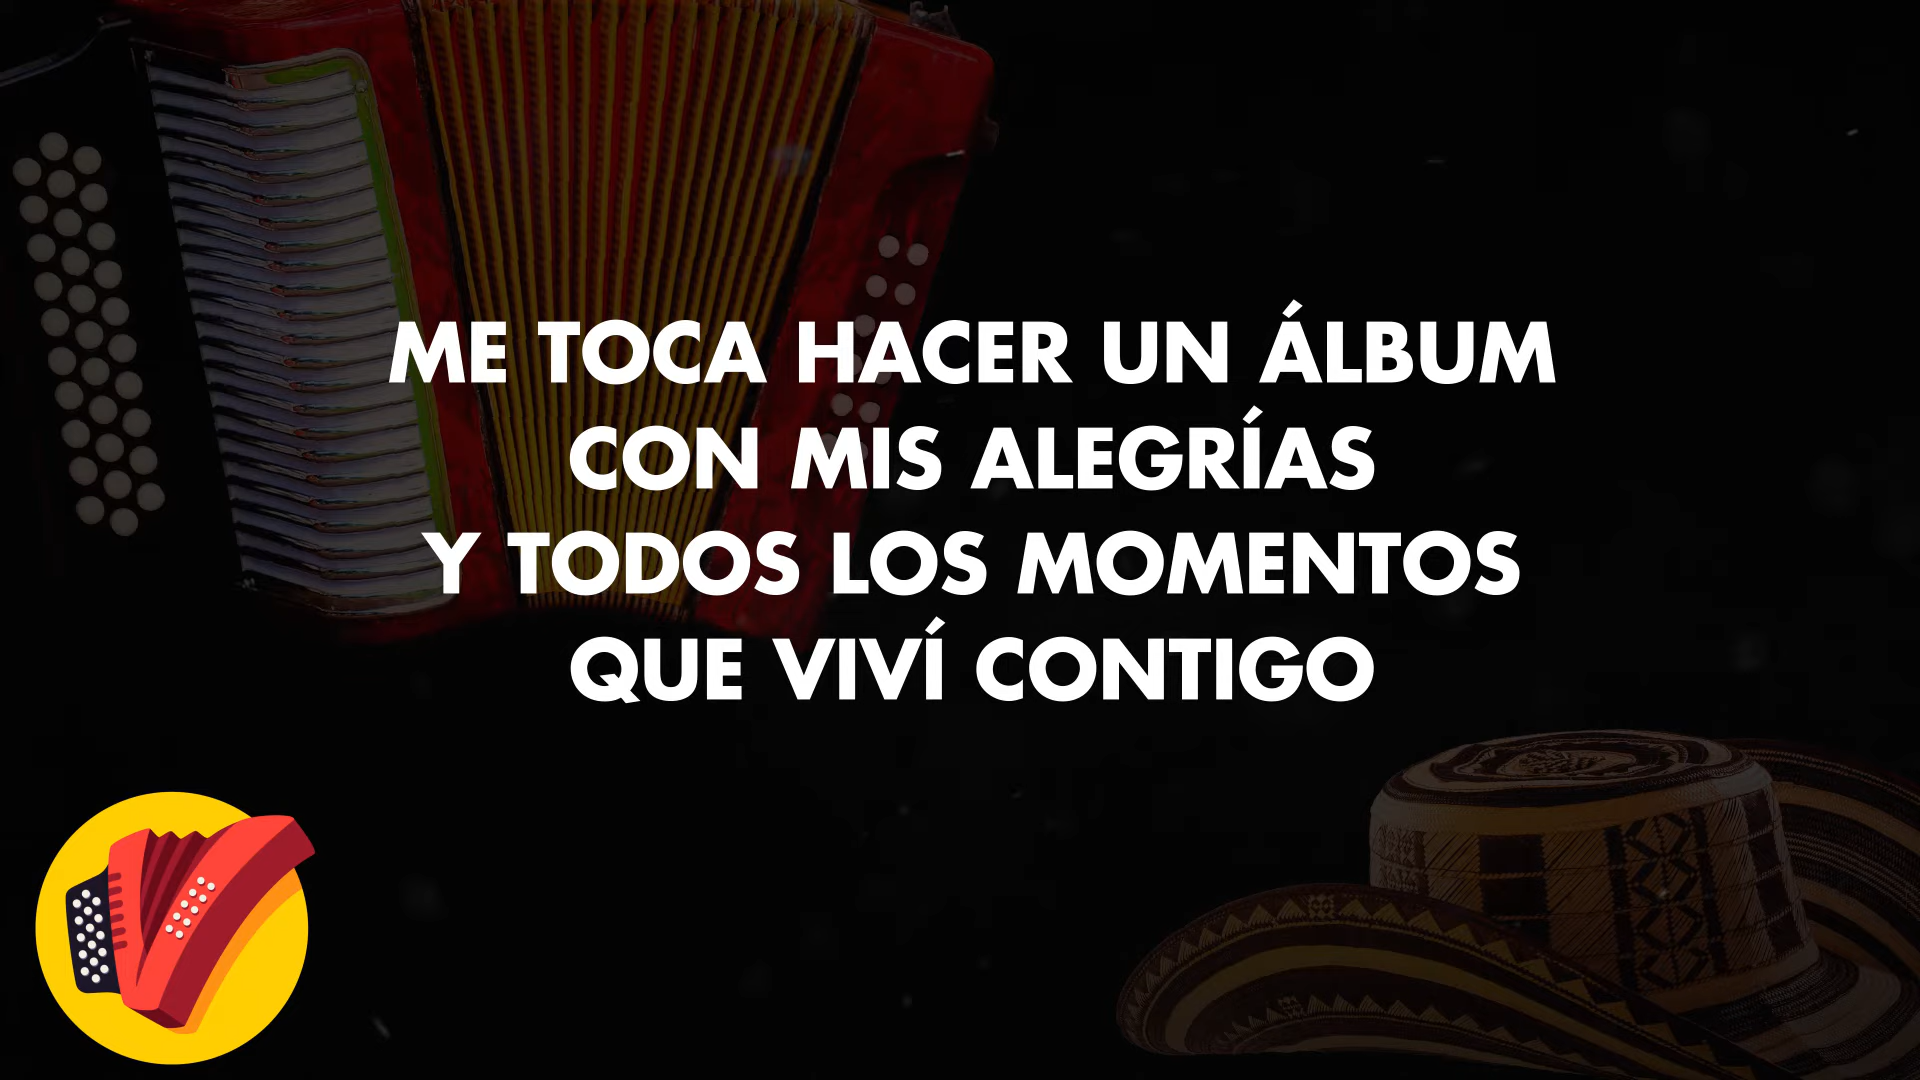 ME TOCA HACER UN ÁLBUM
CON MIS ALEGRÍAS
Y TODOS LOS MOMENTOS
QUE VIVÍ CONTIGO